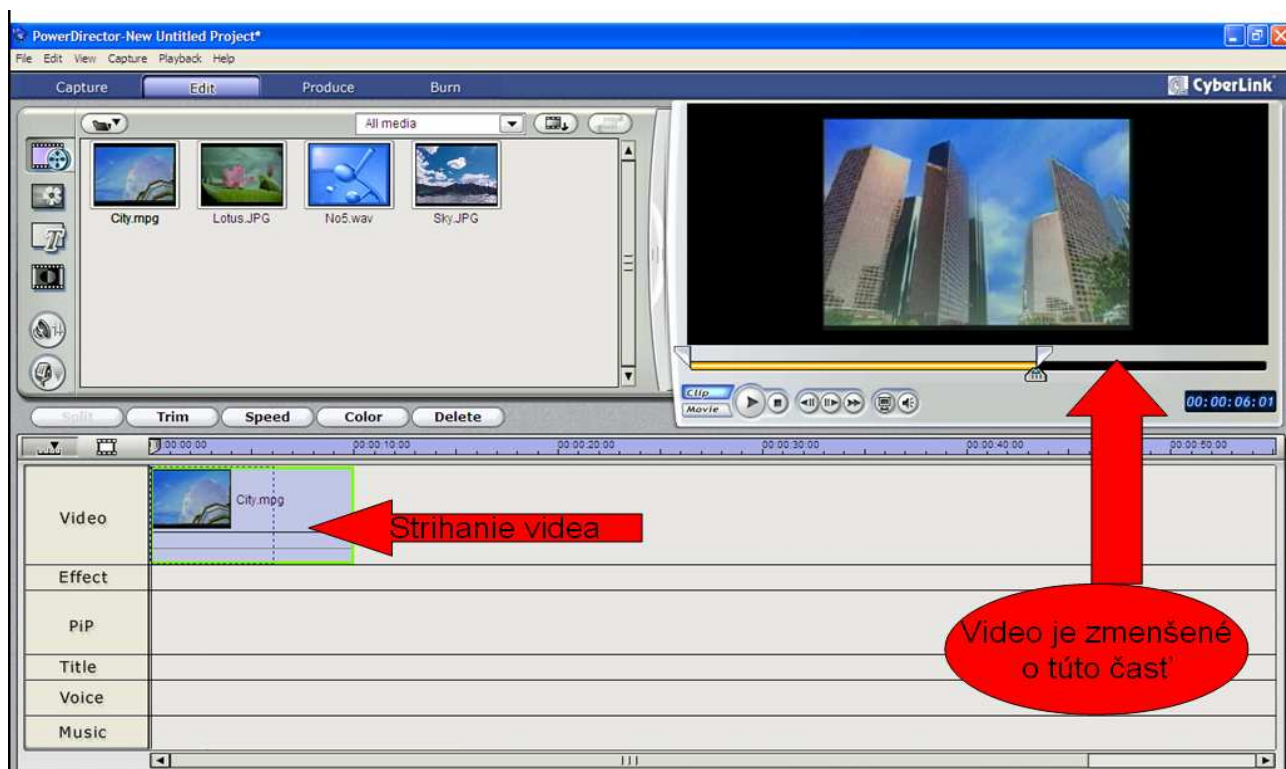 PowerDirector-New Untitled Project*
File Edit View Capture Playback Help
Capture Edit Produce Burn
CyberLink
All media
City.mpg Lotus.JPG No5.wav Sky.JPG
Clip
Movie
00:00:06:01
Split Trim Speed Color Delete
00:00:00:00 00:00:10:00 00:00:20:00 00:00:30:00 00:00:40:00 00:00:50:00
Video
City.mpg
Strihanie videa
Effect
PiP
Video je zmenšené
o túto časť
Title
Voice
Music